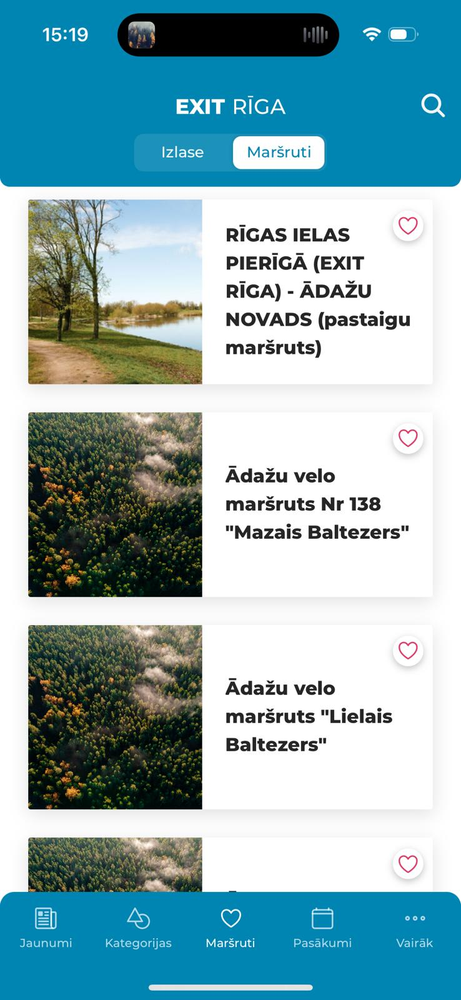 15:19
EXIT RĪGA
Izlase
Maršruti
RĪGAS IELAS
PIERĪGĀ (EXIT
RĪGA) - ĀDAŽU
NOVADS (pastaigu
maršruts)
Ādažu velo
maršruts Nr 138
"Mazais Baltezers"
Ādažu velo
maršruts "Lielais
Baltezers"
Jaunumi
Kategorijas
Maršruti
Pasākumi
Vairāk